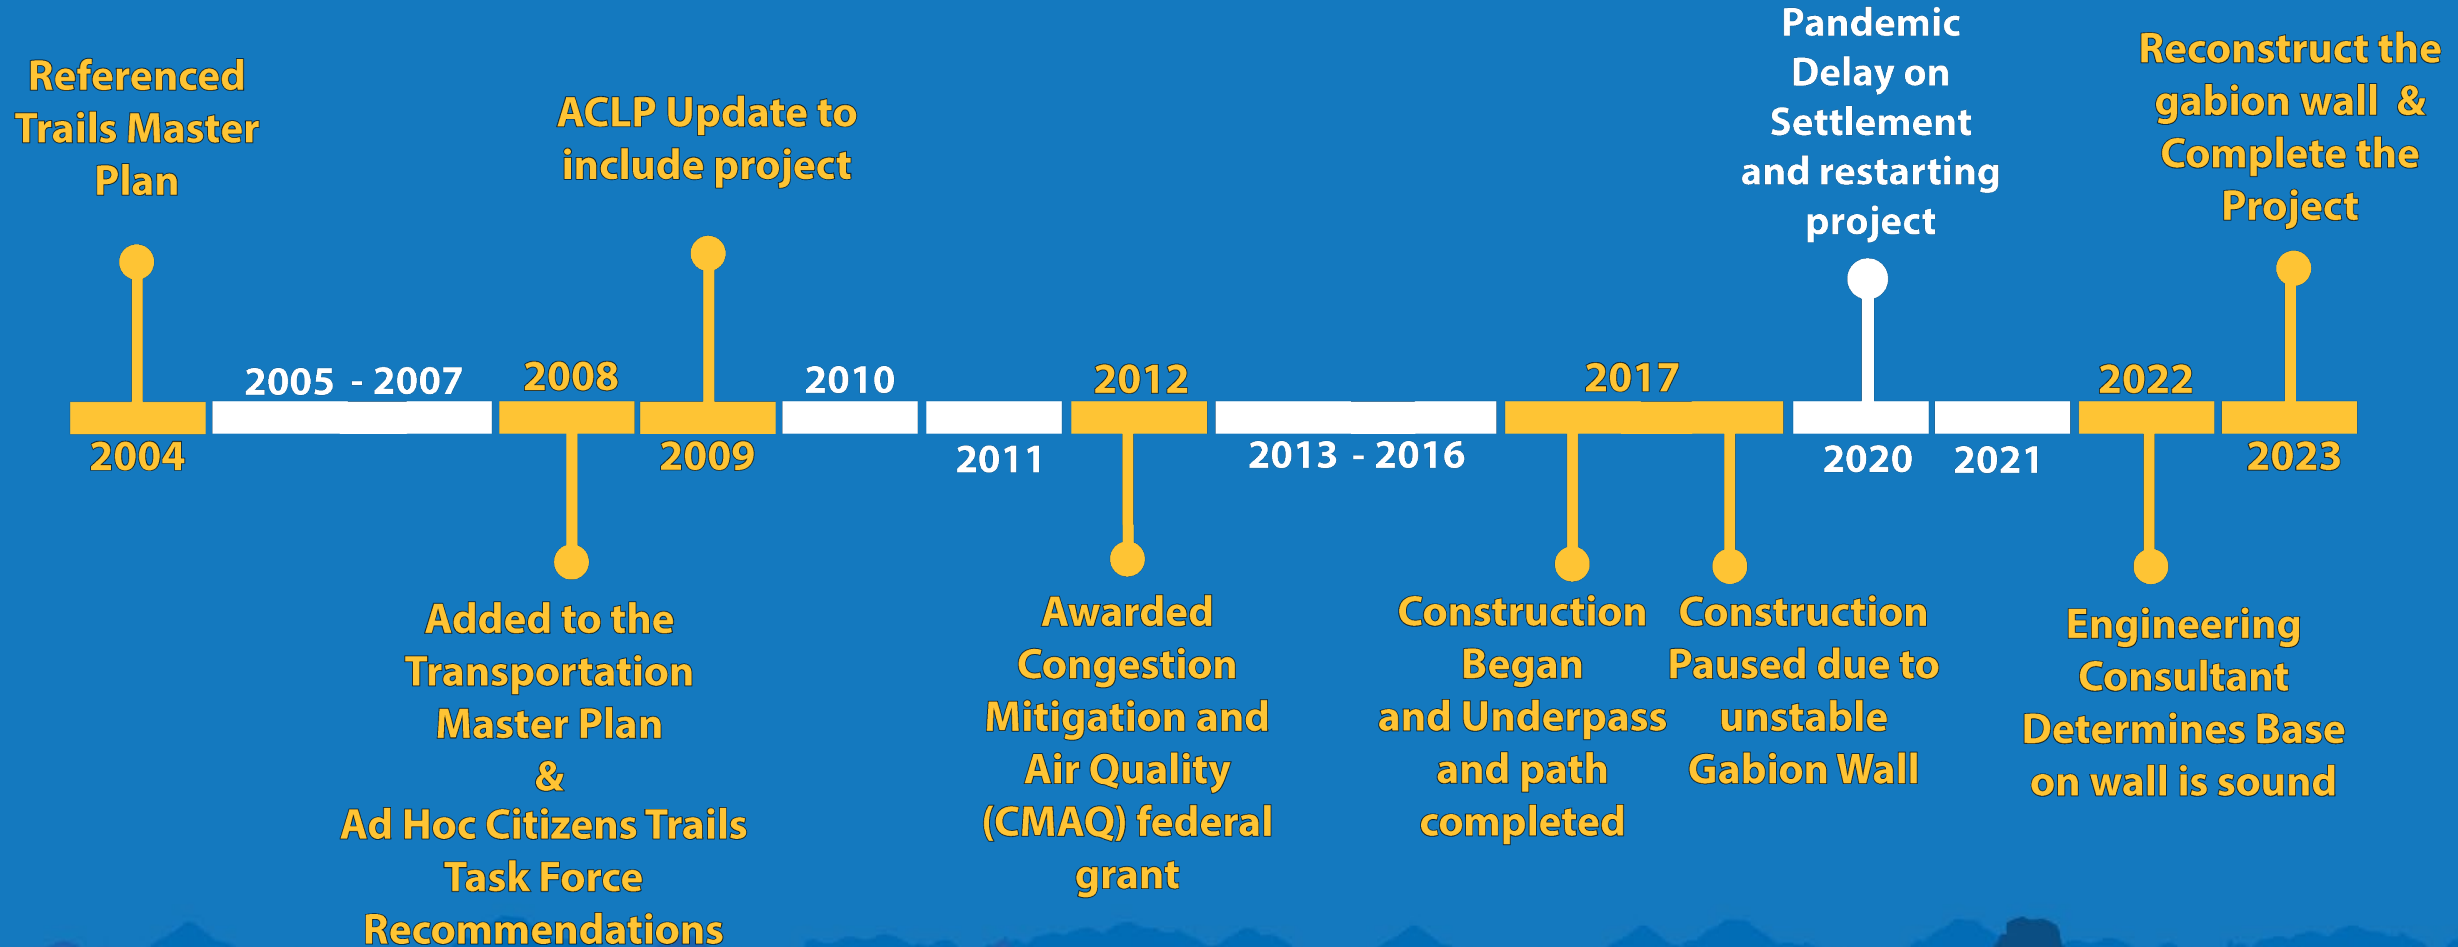 Referenced
Trails Master
Plan
ACLP Update to
include project
Pandemic
Delay on
Settlement
and restarting
project
Reconstruct the
gabion wall &
Complete the
Project
2004
2005 - 2007
2008
2009
2010
2011
2012
2013 - 2016
2017
2020
2021
2022
2023
Added to the
Transportation
Master Plan
&
Ad Hoc Citizens Trails
Task Force
Recommendations
Awarded
Congestion
Mitigation and
Air Quality
(CMAQ) federal
grant
Construction
Began
and Underpass
and path
completed
Construction
Paused due to
unstable
Gabion Wall
Engineering
Consultant
Determines Base
on wall is sound